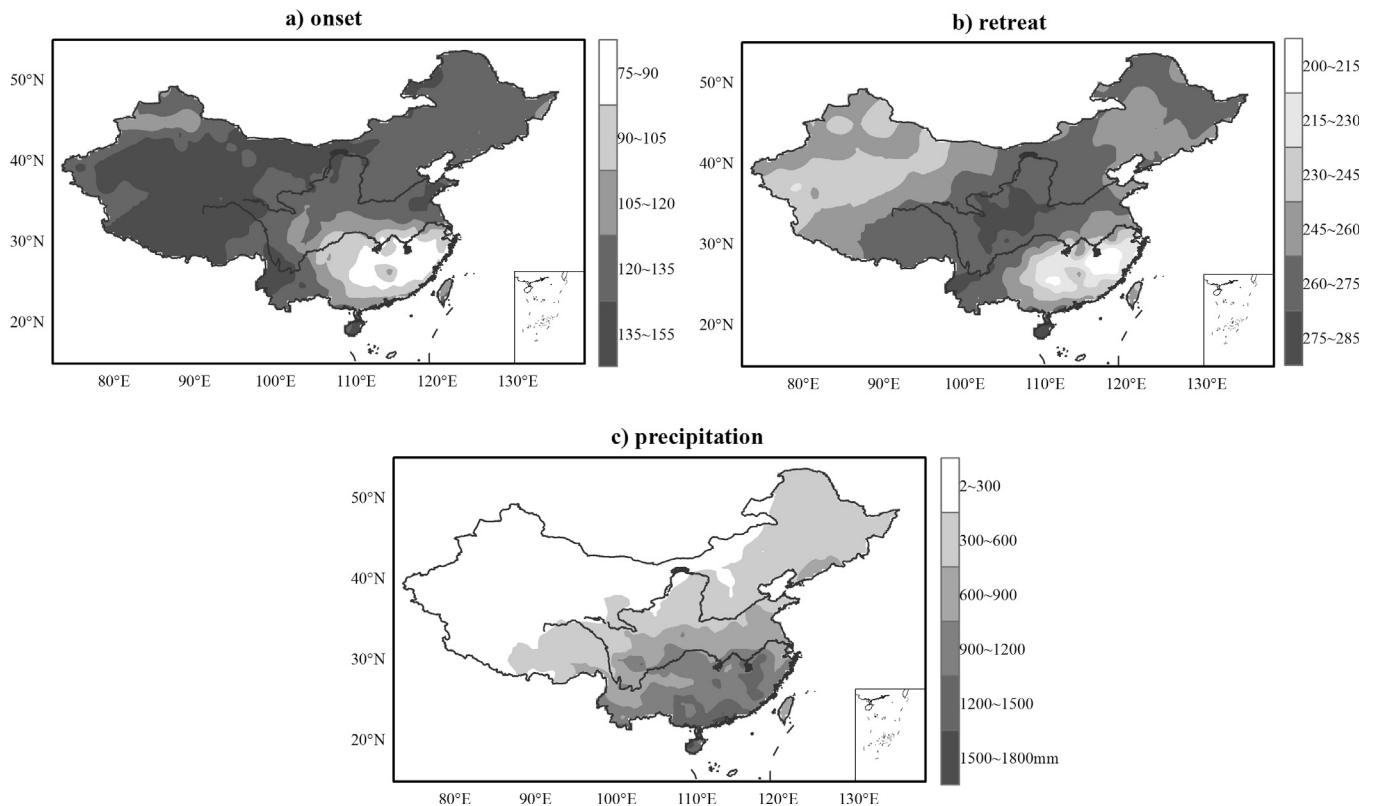 a) onset
50°N
40°N
30°N
20°N
80°E 90°E 100°E 110°E 120°E 130°E
75~90
90~105
105~120
120~135
135~155
b) retreat
50°N
40°N
30°N
20°N
80°E 90°E 100°E 110°E 120°E 130°E
200~215
215~230
230~245
245~260
260~275
275~285
c) precipitation
50°N
40°N
30°N
20°N
80°E 90°E 100°E 110°E 120°E 130°E
2~300
300~600
600~900
900~1200
1200~1500
1500~1800mm